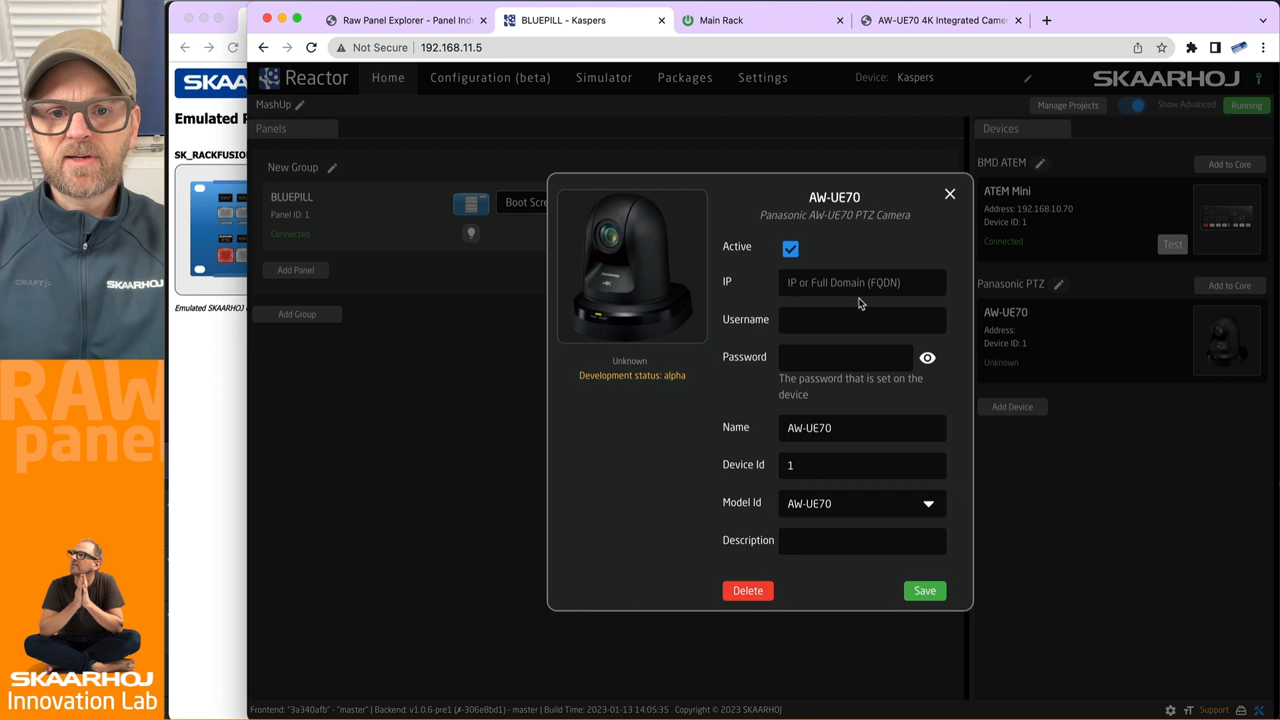 Raw Panel Explorer - Panel Ind
BLUEPILL - Kaspers
Main Rack
AW-UE70 4K Integrated Came
Not Secure
192.168.11.5
SKAA
Emulated
SK_RACKFUSION
Emulated SKAARHOJ
Reactor
Home
Configuration (beta)
Simulator
Packages
Settings
Device:
Kaspers
SKAARHOJ
MashUp
Manage Projects
Show Advanced
Running
Panels
Devices
New Group
BLUEPILL
Panel ID: 1
Connected
Boot Scre
Add Panel
Add Group
AW-UE70
Panasonic AW-UE70 PTZ Camera
Active
IP
IP or Full Domain (FQDN)
Username
Password
The password that is set on the
device
Name
AW-UE70
Device Id
1
Model Id
AW-UE70
Description
Delete
Save
Unknown
Development status: alpha
BMD ATEM
Add to Core
ATEM Mini
Address: 192.168.10.70
Device ID: 1
Connected
Test
Panasonic PTZ
Add to Core
AW-UE70
Address:
Device ID: 1
Unknown
Add Device
CRAFT
SKAARHOJ
RAW
panel
SKAARHOJ
Innovation Lab
Frontend: "3a340afb" - "master" | Backend: v1.0.6-pre1 (✗-306e8bd1) - master | Build Time: 2023-01-13 14:05:35 Copyright © 2023 SKAARHOJ
Support